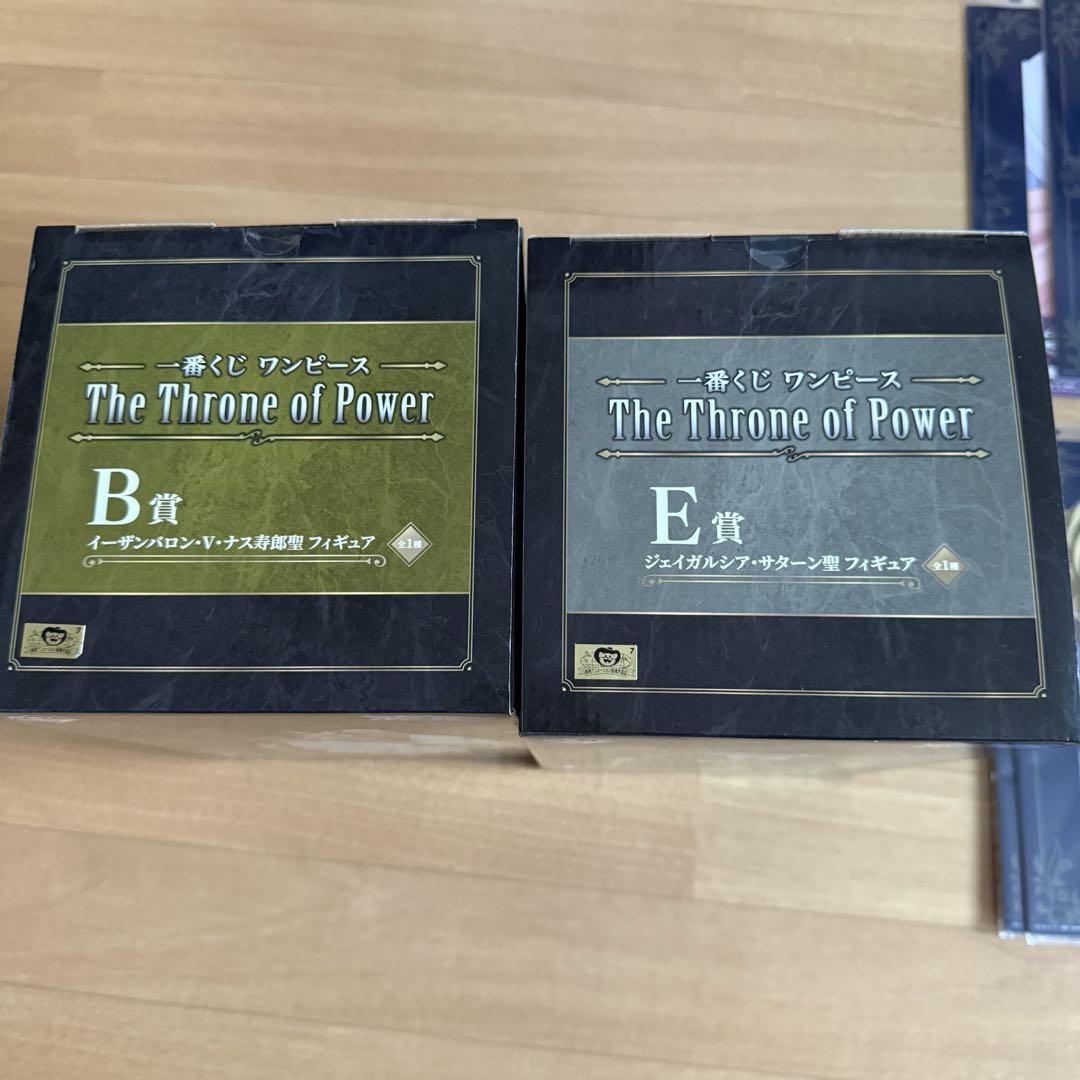 一番くじ ワンピース
The Throne of Power
B賞
イーザンバロン・V・ナス寿郎聖 フィギュア
全1種
7
一番くじ ワンピース
The Throne of Power
E賞
ジェイガルシア・サターン聖 フィギュア
全1種
7